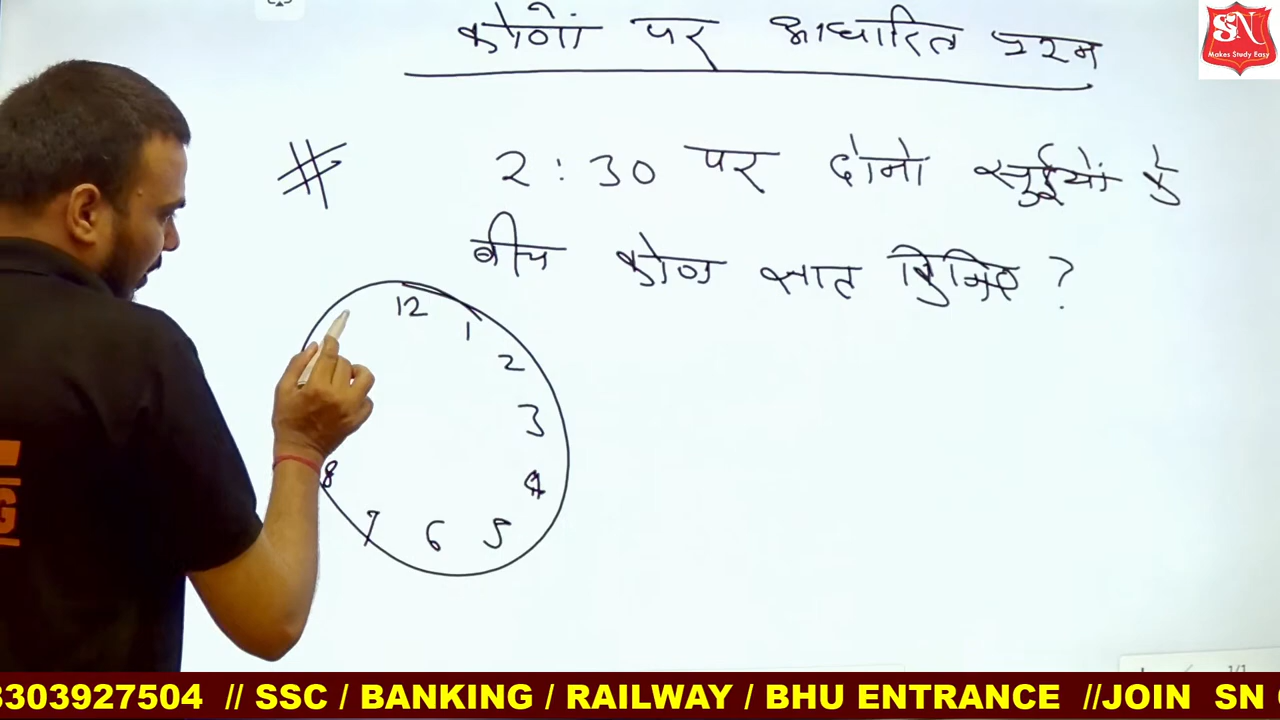 कोणों पर आधारित प्रश्न
SN
Makes Study Easy
# 2:30 पर दोनो सुईयों के
बीच कोण ज्ञात किजिए ?
12
1
2
3
4
5
6
7
8
8303927504 // SSC / BANKING / RAILWAY / BHU ENTRANCE //JOIN SN